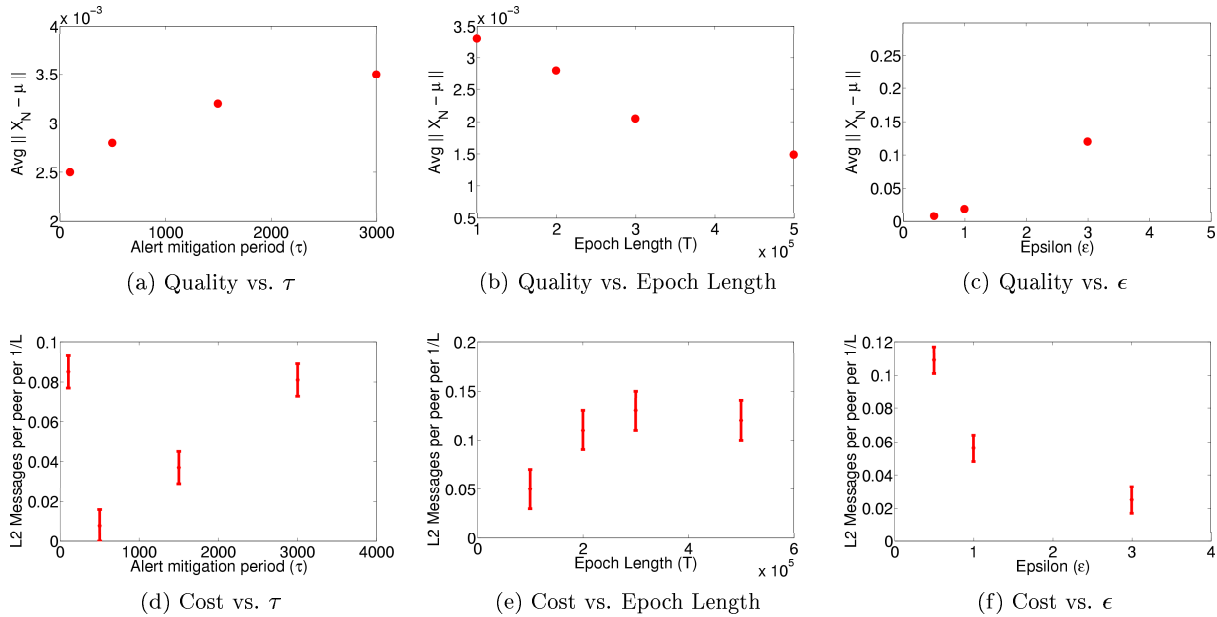 x 10⁻³
4
3.5
3
2.5
2
0
1000
2000
3000
Avg || X_N − μ ||
Alert mitigation period (τ)
(a) Quality vs. τ
x 10⁻³
3.5
3
2.5
2
1.5
1
0.5
1
2
3
4
5
x 10⁵
Avg || X_N − μ ||
Epoch Length (T)
(b) Quality vs. Epoch Length
0.25
0.2
0.15
0.1
0.05
0
0
1
2
3
4
5
Avg || X_N − μ ||
Epsilon (ε)
(c) Quality vs. ϵ
0.1
0.08
0.06
0.04
0.02
0
0
1000
2000
3000
4000
L2 Messages per peer per 1/L
Alert mitigation period (τ)
(d) Cost vs. τ
0.2
0.15
0.1
0.05
0
0
2
4
6
x 10⁵
L2 Messages per peer per 1/L
Epoch Length (T)
(e) Cost vs. Epoch Length
0.12
0.1
0.08
0.06
0.04
0.02
0
0
1
2
3
4
L2 Messages per peer per 1/L
Epsilon (ε)
(f) Cost vs. ϵ